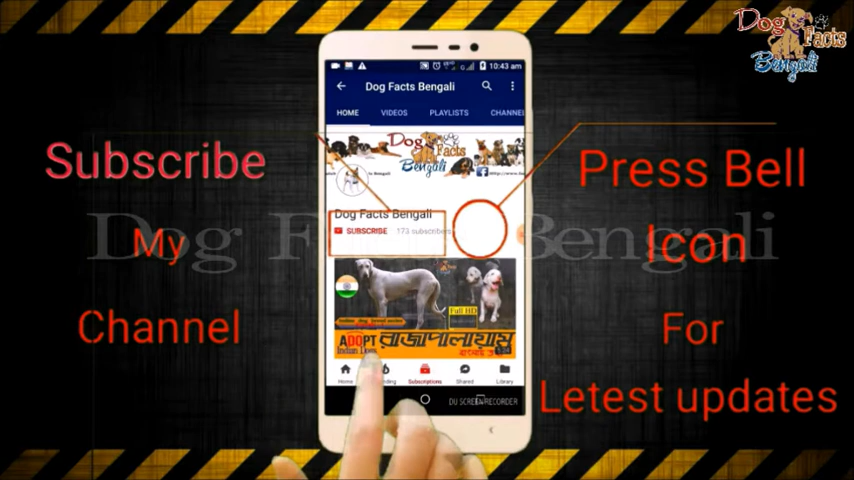 Dog
Facts
Bengali
10:43 am
Dog Facts Bengali
HOME VIDEOS PLAYLISTS CHANNE
Dog
Facts
Bengali
Subscribe
My
Channel
Press Bell
Icon
For
Letest updates
Dog Facts Bengali
SUBSCRIBE 173 subscribers
Full HD
ADOPT রাজাপালায়াম
Indian Dogs
Home Subscriptions Shared Library
DU SCREEN RECORDER